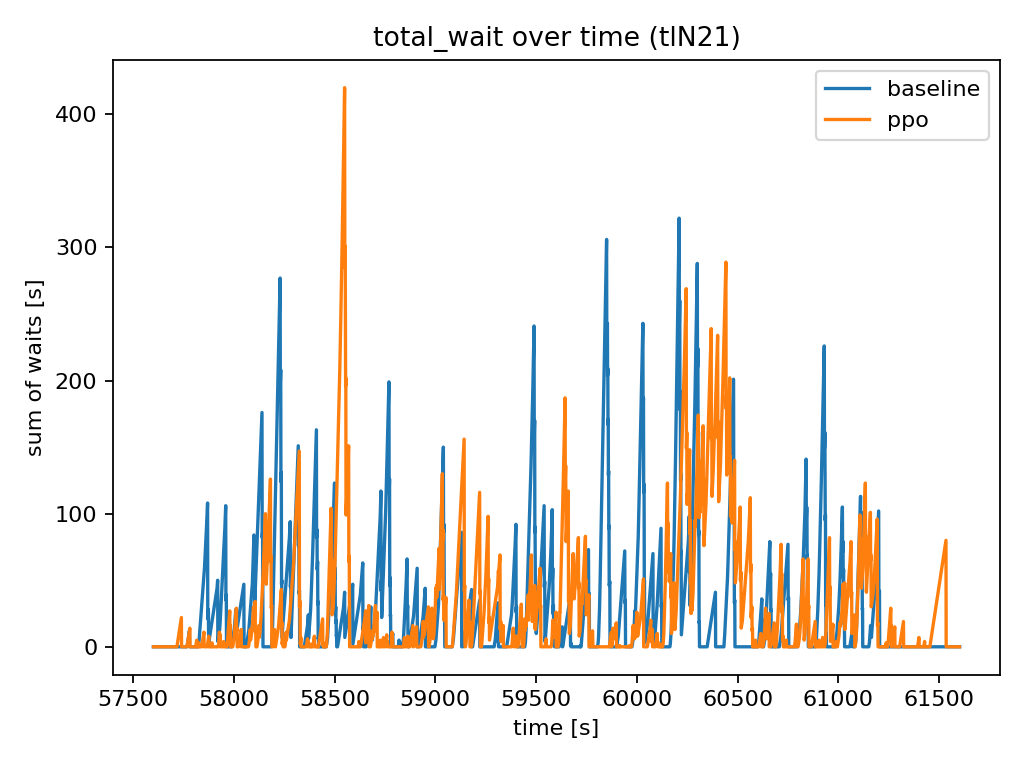 total_wait over time (tlN21)
baseline
ppo
sum of waits [s]
400
300
200
100
0
57500 58000 58500 59000 59500 60000 60500 61000 61500
time [s]